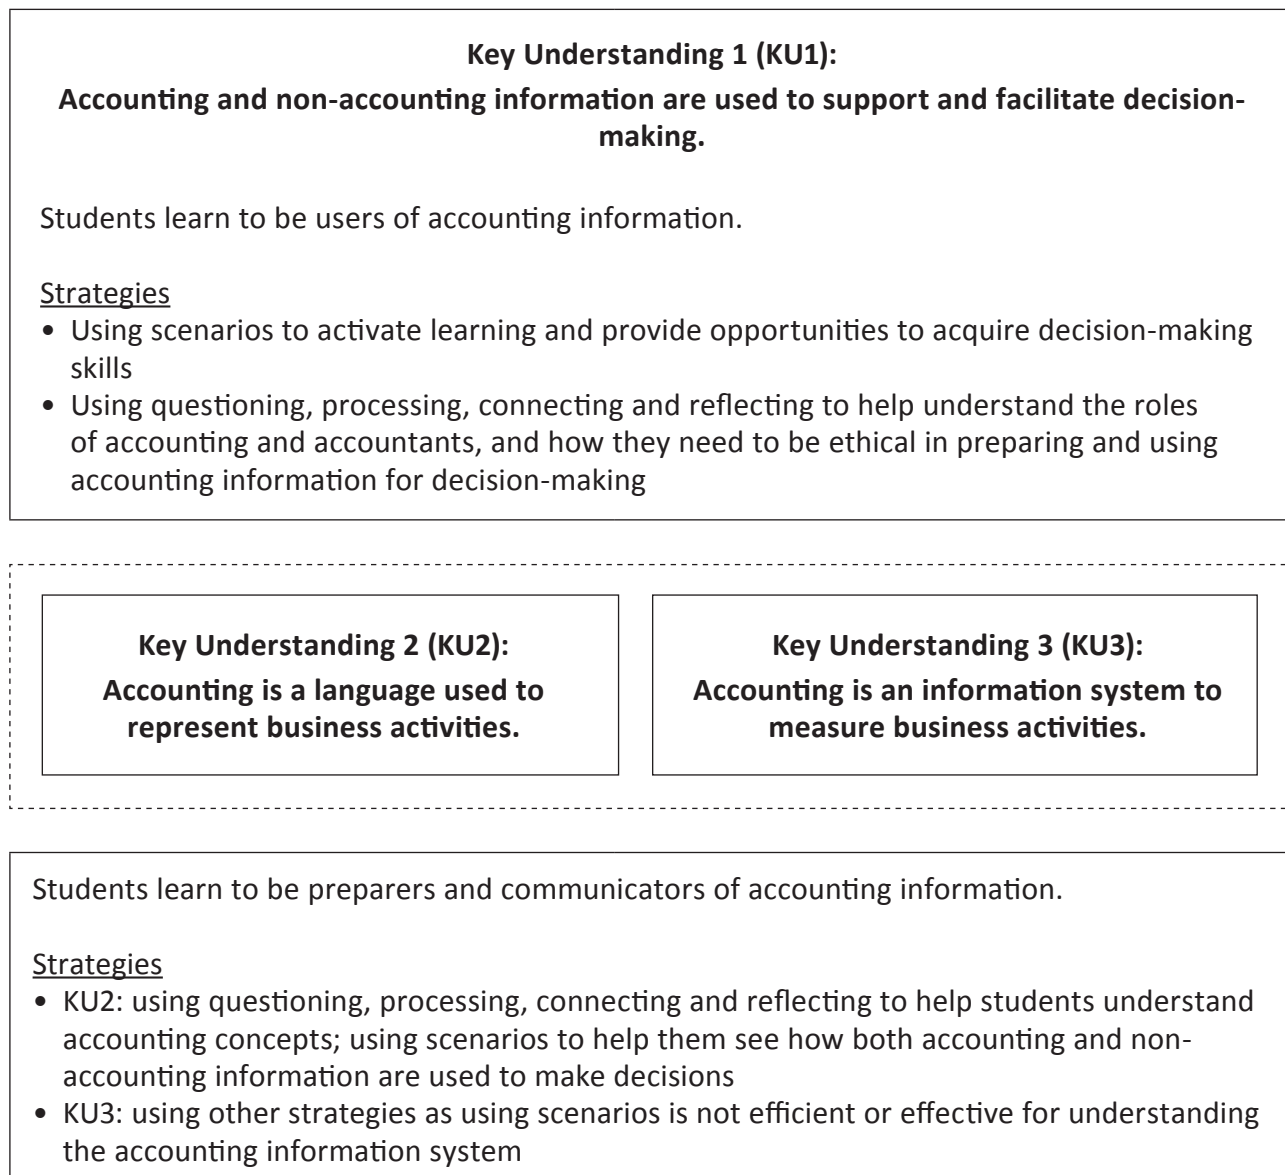 Key Understanding 1 (KU1):
Accounting and non-accounting information are used to support and facilitate decision-
making.
Students learn to be users of accounting information.
Strategies
• Using scenarios to activate learning and provide opportunities to acquire decision-making
skills
• Using questioning, processing, connecting and reflecting to help understand the roles
of accounting and accountants, and how they need to be ethical in preparing and using
accounting information for decision-making
Key Understanding 2 (KU2):
Accounting is a language used to
represent business activities.
Key Understanding 3 (KU3):
Accounting is an information system to
measure business activities.
Students learn to be preparers and communicators of accounting information.
Strategies
• KU2: using questioning, processing, connecting and reflecting to help students understand
accounting concepts; using scenarios to help them see how both accounting and non-
accounting information are used to make decisions
• KU3: using other strategies as using scenarios is not efficient or effective for understanding
the accounting information system